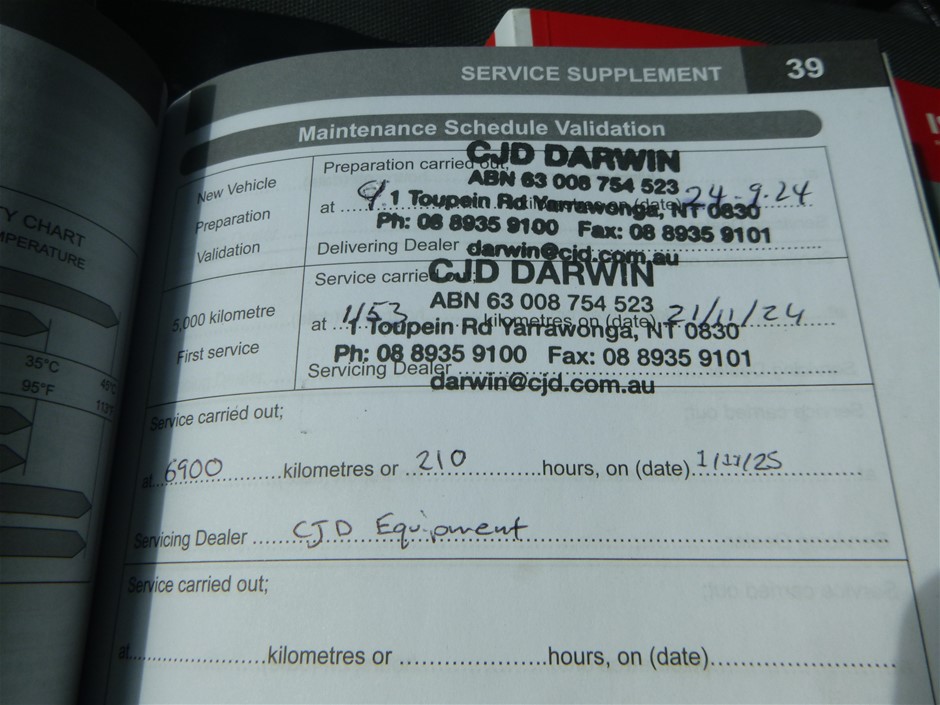 SERVICE SUPPLEMENT 39
Maintenance Schedule Validation
New Vehicle
Preparation
Validation
Preparation carried out;
CJD DARWIN
ABN 63 008 754 523
at 9 (date) 24-9-24
1 Toupein Rd Yarrawonga, NT 0830
Ph: 08 8935 9100 Fax: 08 8935 9101
Delivering Dealer
darwin@cjd.com.au
5,000 kilometre
First service
Service carried
CJD DARWIN
ABN 63 008 754 523
at 1453 kilometres on (date) 21/11/24
1 Toupein Rd Yarrawonga, NT 0830
Ph: 08 8935 9100 Fax: 08 8935 9101
Servicing Dealer
darwin@cjd.com.au
Service carried out;
at 6900 kilometres or 210 hours, on (date)
Servicing Dealer CJD Equipment
Service carried out;
at kilometres or hours, on (date)
Y CHART
MPERATURE
35°C
95°F